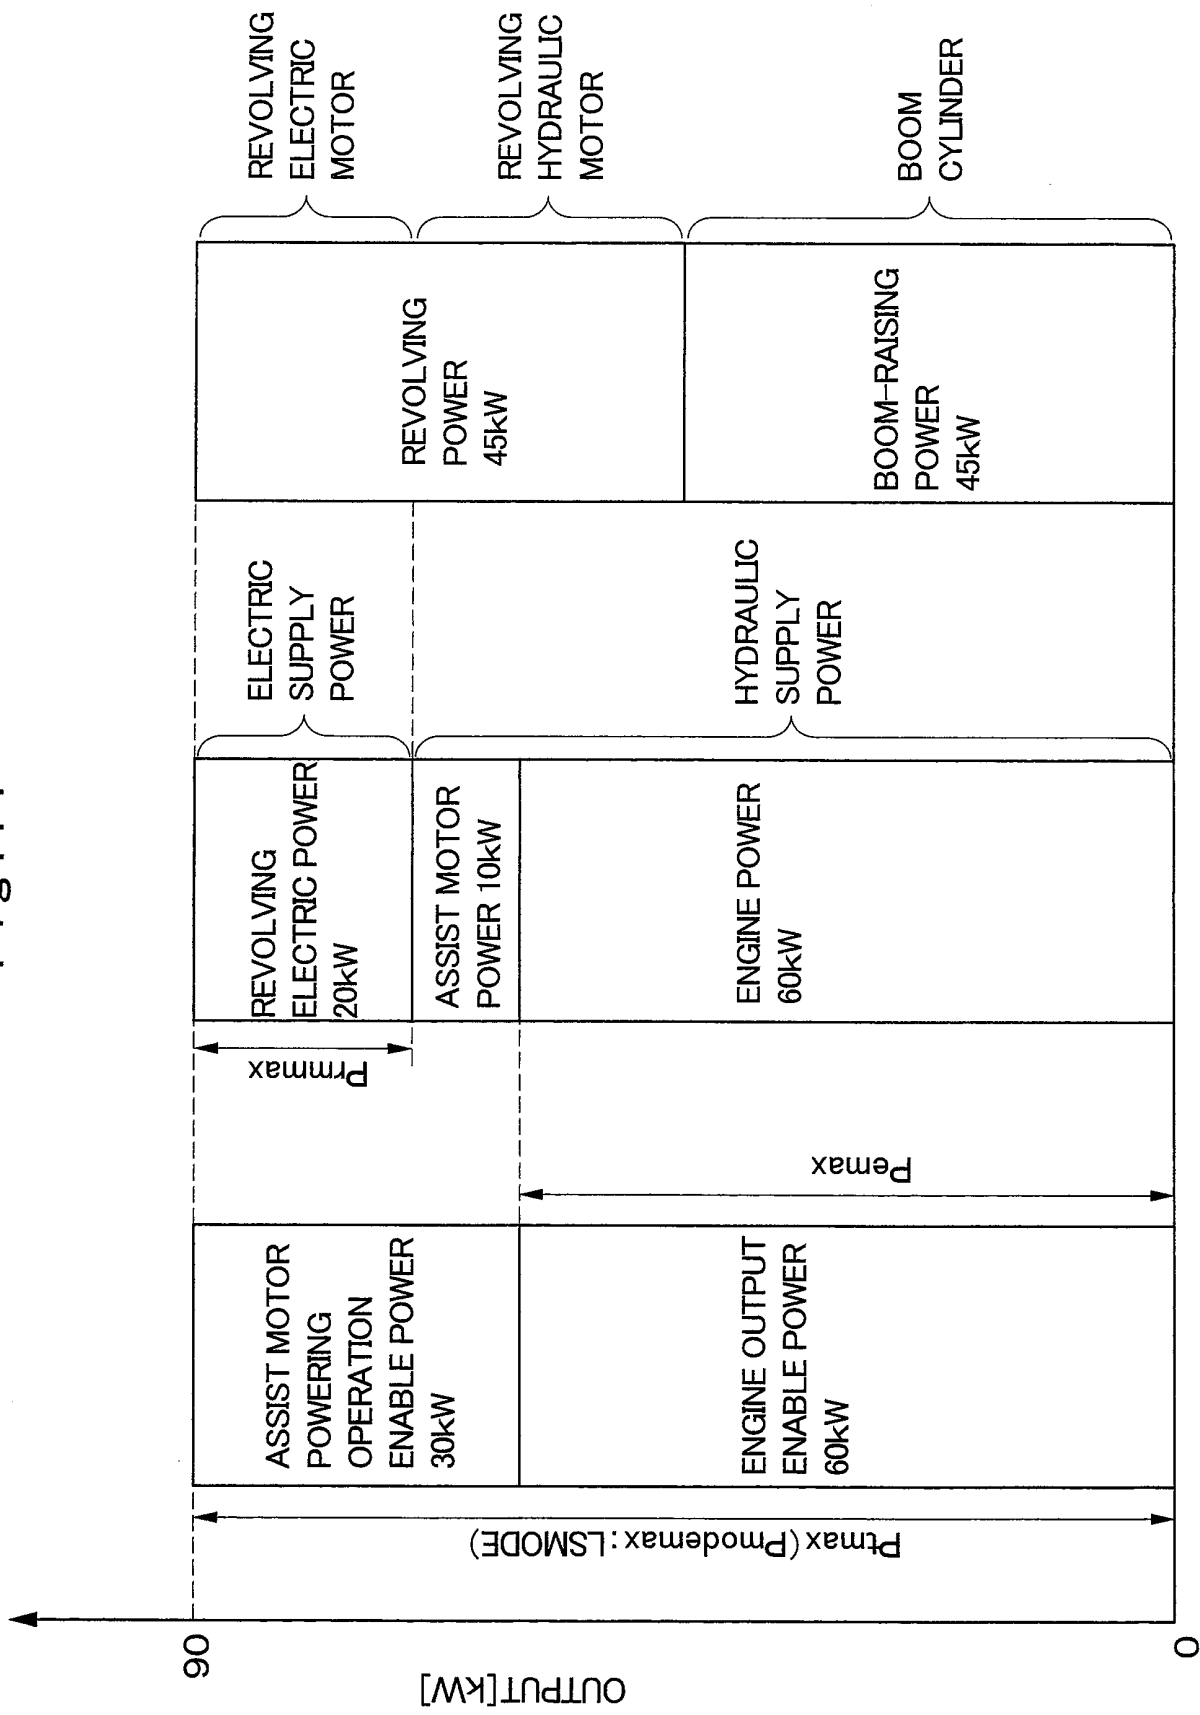 OUTPUT[kW]
90
0
Ptmax(Pmodemax:LSMODE)
ASSIST MOTOR
POWERING
OPERATION
ENABLE POWER
30kW
ENGINE OUTPUT
ENABLE POWER
60kW
Pemax
Prmmax
REVOLVING
ELECTRIC POWER
20kW
ASSIST MOTOR
POWER 10kW
ENGINE POWER
60kW
ELECTRIC
SUPPLY
POWER
HYDRAULIC
SUPPLY
POWER
REVOLVING
POWER
45kW
BOOM-RAISING
POWER
45kW
REVOLVING
ELECTRIC
MOTOR
REVOLVING
HYDRAULIC
MOTOR
BOOM
CYLINDER